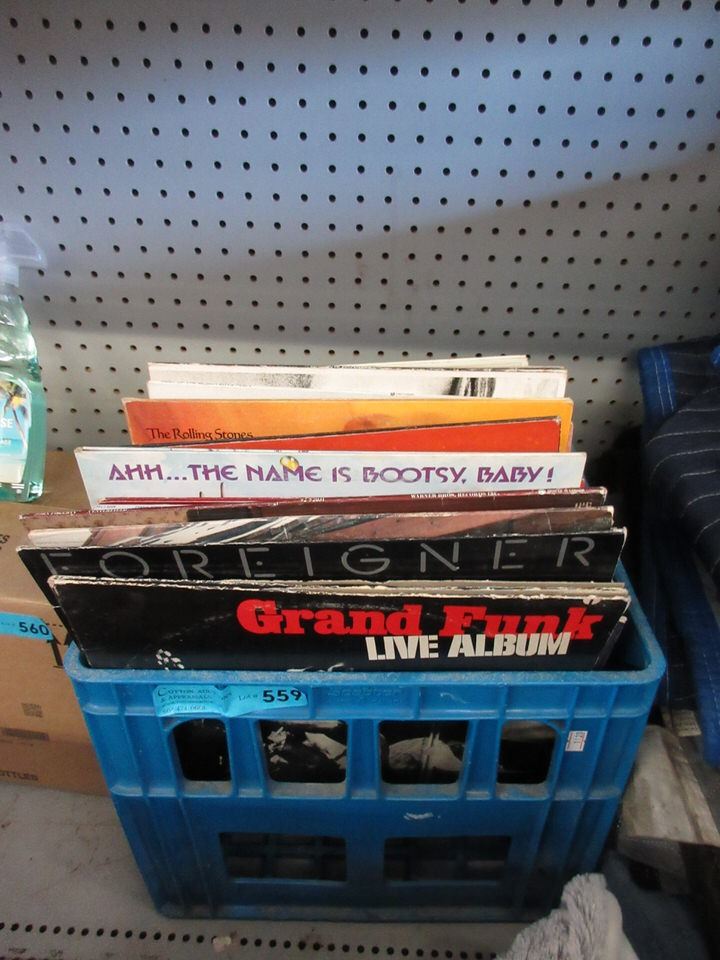 The Rolling Stones
AHH...THE NAME IS BOOTSY, BABY!
WARNER BROS. RECORDS INC.
FOREIGNER
Grand Funk
LIVE ALBUM
LOT# 559
560